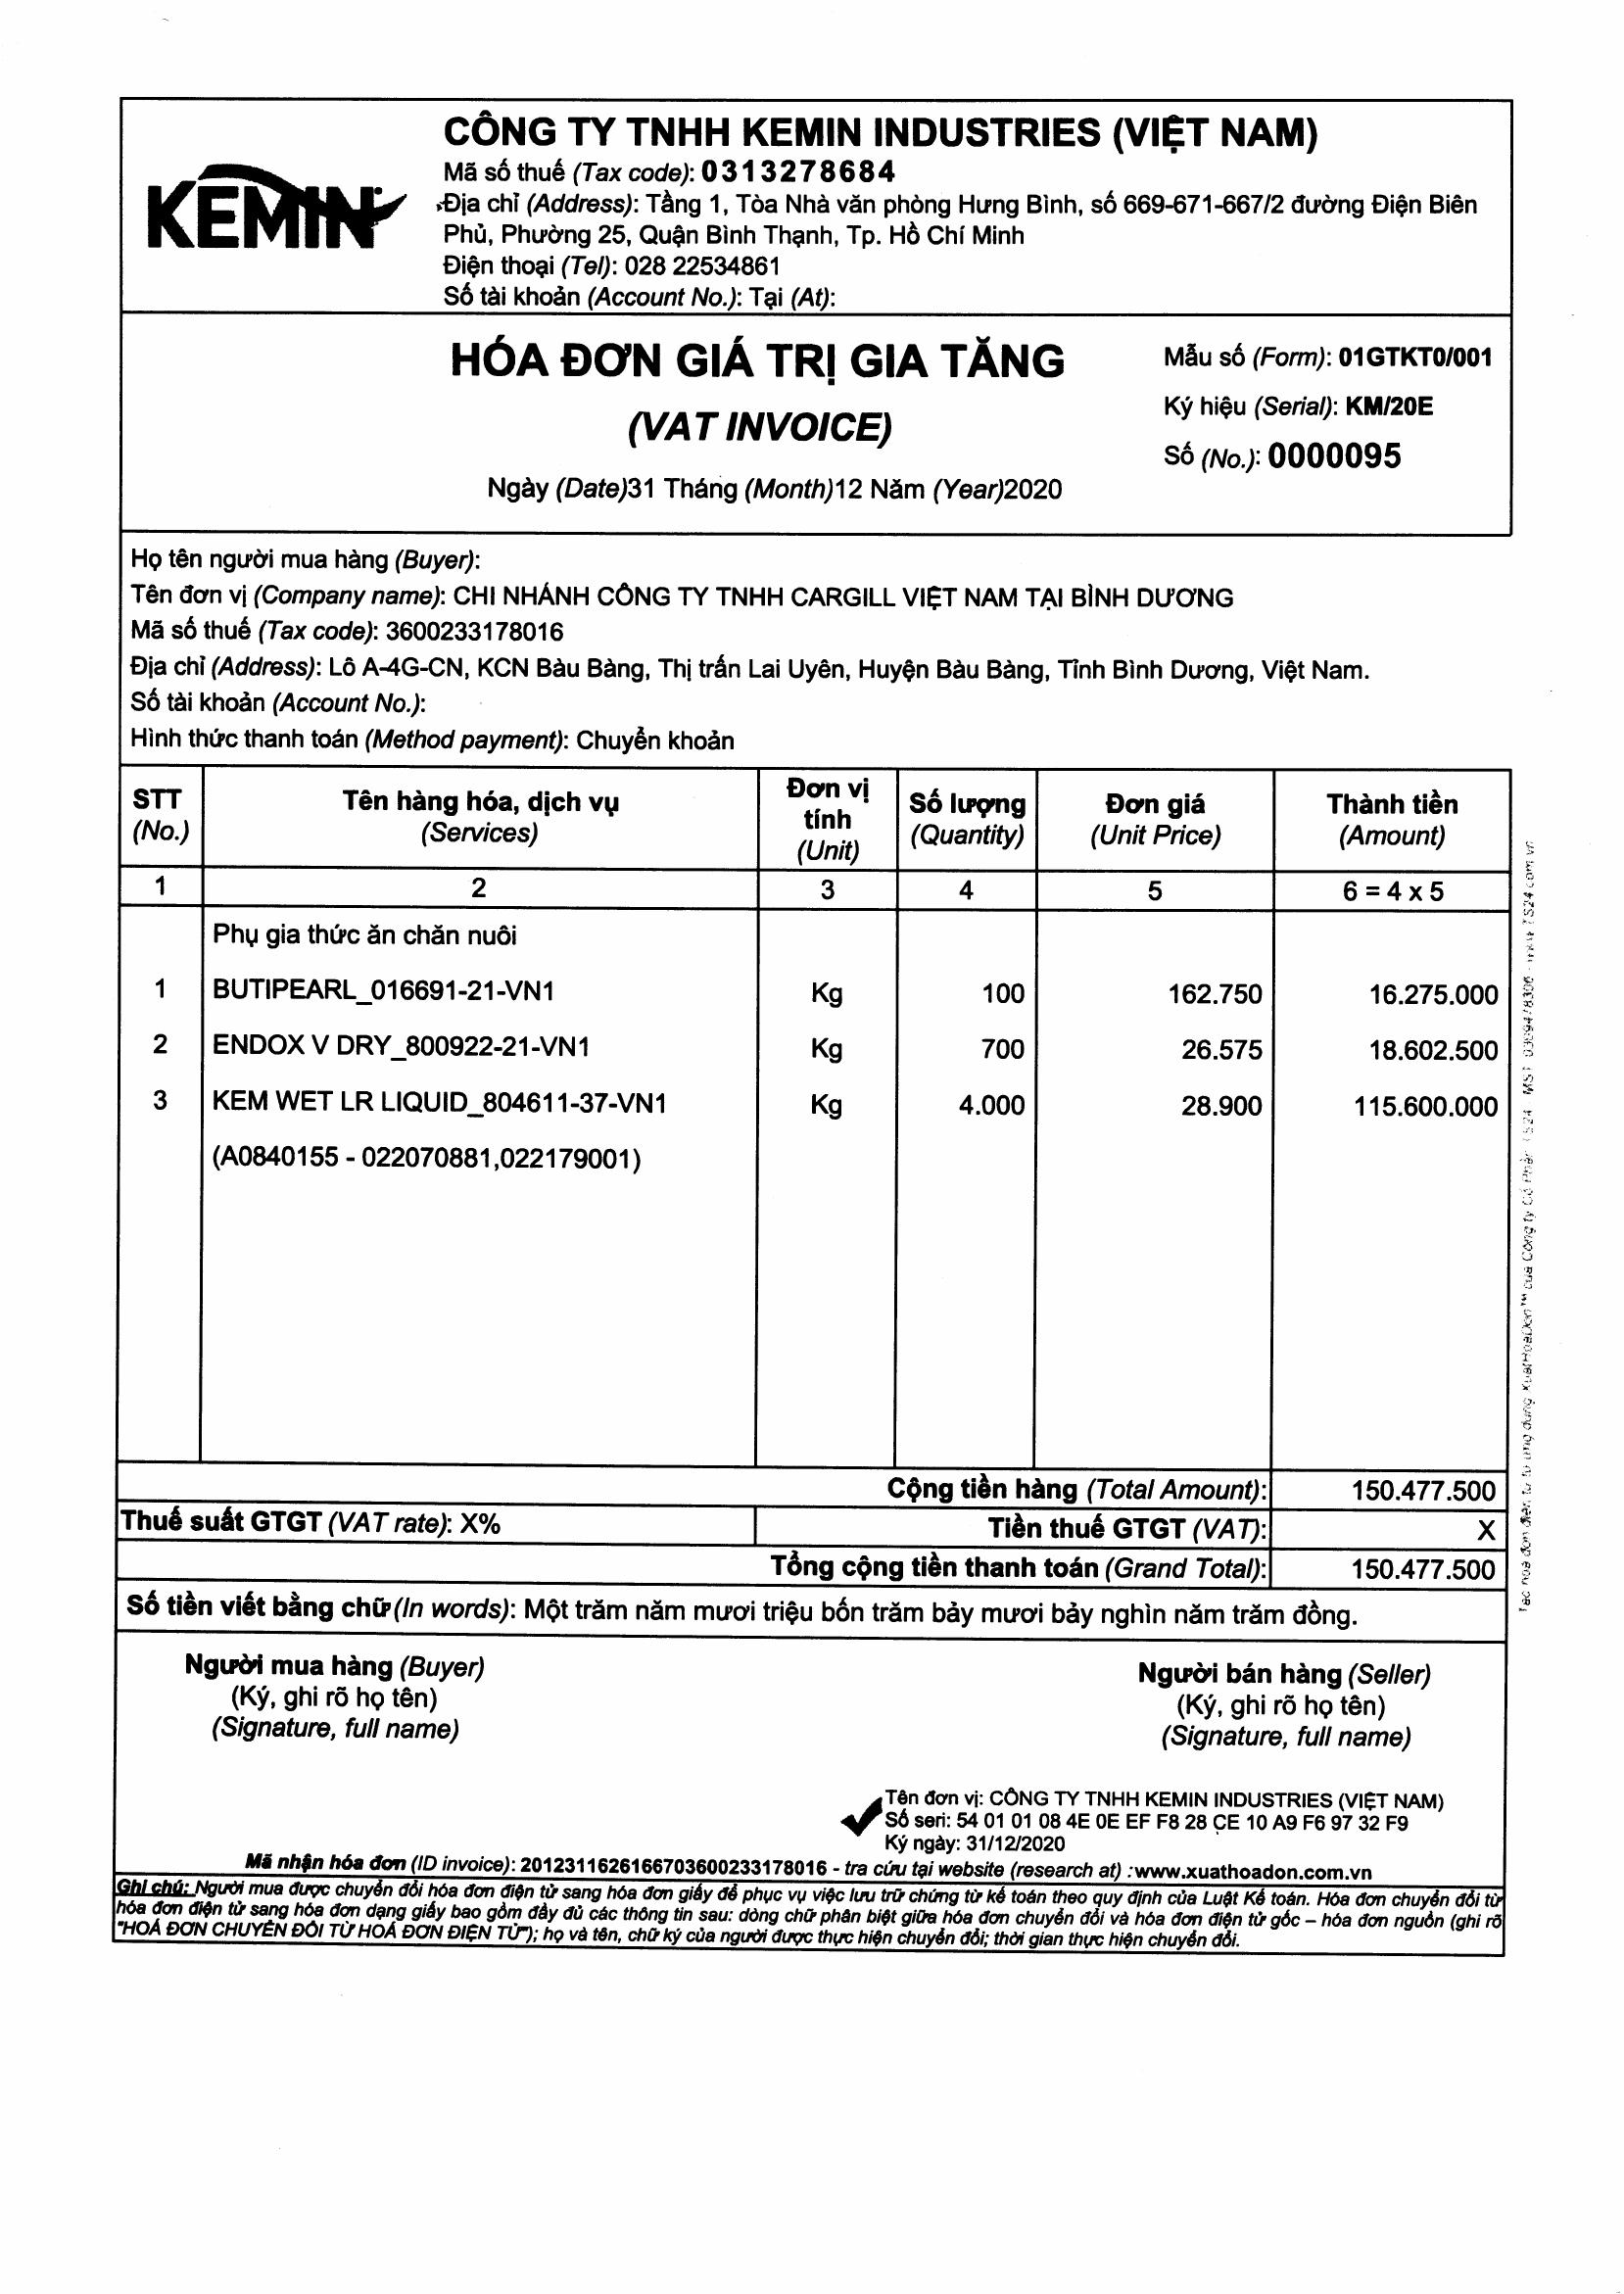 KEMIN
CÔNG TY TNHH KEMIN INDUSTRIES (VIỆT NAM)
Mã số thuế (Tax code): 0313278684
Địa chỉ (Address): Tầng 1, Tòa Nhà văn phòng Hưng Bình, số 669-671-667/2 đường Điện Biên
Phủ, Phường 25, Quận Bình Thạnh, Tp. Hồ Chí Minh
Điện thoại (Tel): 028 22534861
Số tài khoản (Account No.): Tại (At):
HÓA ĐƠN GIÁ TRỊ GIA TĂNG
(VAT INVOICE)
Ngày (Date)31 Tháng (Month)12 Năm (Year)2020
Mẫu số (Form): 01GTKT0/001
Ký hiệu (Serial): KM/20E
Số (No.): 0000095
Họ tên người mua hàng (Buyer):
Tên đơn vị (Company name): CHI NHÁNH CÔNG TY TNHH CARGILL VIỆT NAM TẠI BÌNH DƯƠNG
Mã số thuế (Tax code): 3600233178016
Địa chỉ (Address): Lô A-4G-CN, KCN Bàu Bàng, Thị trấn Lai Uyên, Huyện Bàu Bàng, Tỉnh Bình Dương, Việt Nam.
Số tài khoản (Account No.):
Hình thức thanh toán (Method payment): Chuyển khoản
STT (No.) Tên hàng hóa, dịch vụ (Services) Đơn vị tính (Unit) Số lượng (Quantity) Đơn giá (Unit Price) Thành tiền (Amount)
1 2 3 4 5 6 = 4 x 5
Phụ gia thức ăn chăn nuôi
1 BUTIPEARL_016691-21-VN1 Kg 100 162.750 16.275.000
2 ENDOX V DRY_800922-21-VN1 Kg 700 26.575 18.602.500
3 KEM WET LR LIQUID_804611-37-VN1 Kg 4.000 28.900 115.600.000
(A0840155 - 022070881,022179001)
Cộng tiền hàng (Total Amount): 150.477.500
Thuế suất GTGT (VAT rate): X% Tiền thuế GTGT (VAT): X
Tổng cộng tiền thanh toán (Grand Total): 150.477.500
Số tiền viết bằng chữ (In words): Một trăm năm mươi triệu bốn trăm bảy mươi bảy nghìn năm trăm đồng.
Người mua hàng (Buyer)
(Ký, ghi rõ họ tên)
(Signature, full name)
Người bán hàng (Seller)
(Ký, ghi rõ họ tên)
(Signature, full name)
Tên đơn vị: CÔNG TY TNHH KEMIN INDUSTRIES (VIỆT NAM)
Số seri: 54 01 01 08 4E 0E EF F8 28 CE 10 A9 F6 97 32 F9
Ký ngày: 31/12/2020
Mã nhận hóa đơn (ID invoice): 2012311626166703600233178016 - tra cứu tại website (research at) :www.xuathoadon.com.vn
Ghi chú: Người mua được chuyển đổi hóa đơn điện tử sang hóa đơn giấy để phục vụ việc lưu trữ chứng từ kế toán theo quy định của Luật Kế toán. Hóa đơn chuyển đổi từ
hóa đơn điện tử sang hóa đơn dạng giấy bao gồm đầy đủ các thông tin sau: dòng chữ phân biệt giữa hóa đơn chuyển đổi và hóa đơn điện tử gốc – hóa đơn nguồn (ghi rõ
"HOÁ ĐƠN CHUYỂN ĐỔI TỪ HOÁ ĐƠN ĐIỆN TỬ"); họ và tên, chữ ký của người được thực hiện chuyển đổi; thời gian thực hiện chuyển đổi.